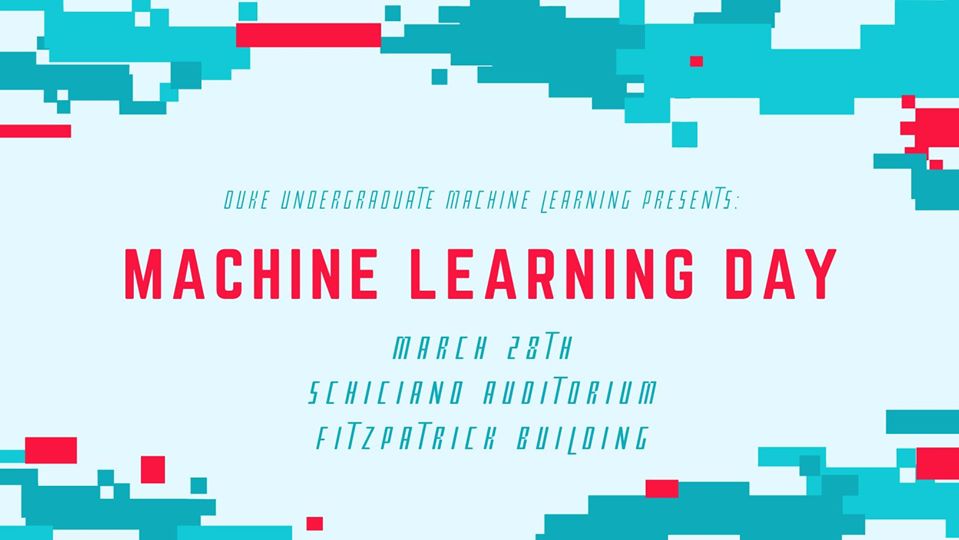 DUKE UNDERGRADUATE MACHINE LEARNING PRESENTS:
MACHINE LEARNING DAY
MARCH 28TH
SCHICIANO AUDITORIUM
FITZPATRICK BUILDING